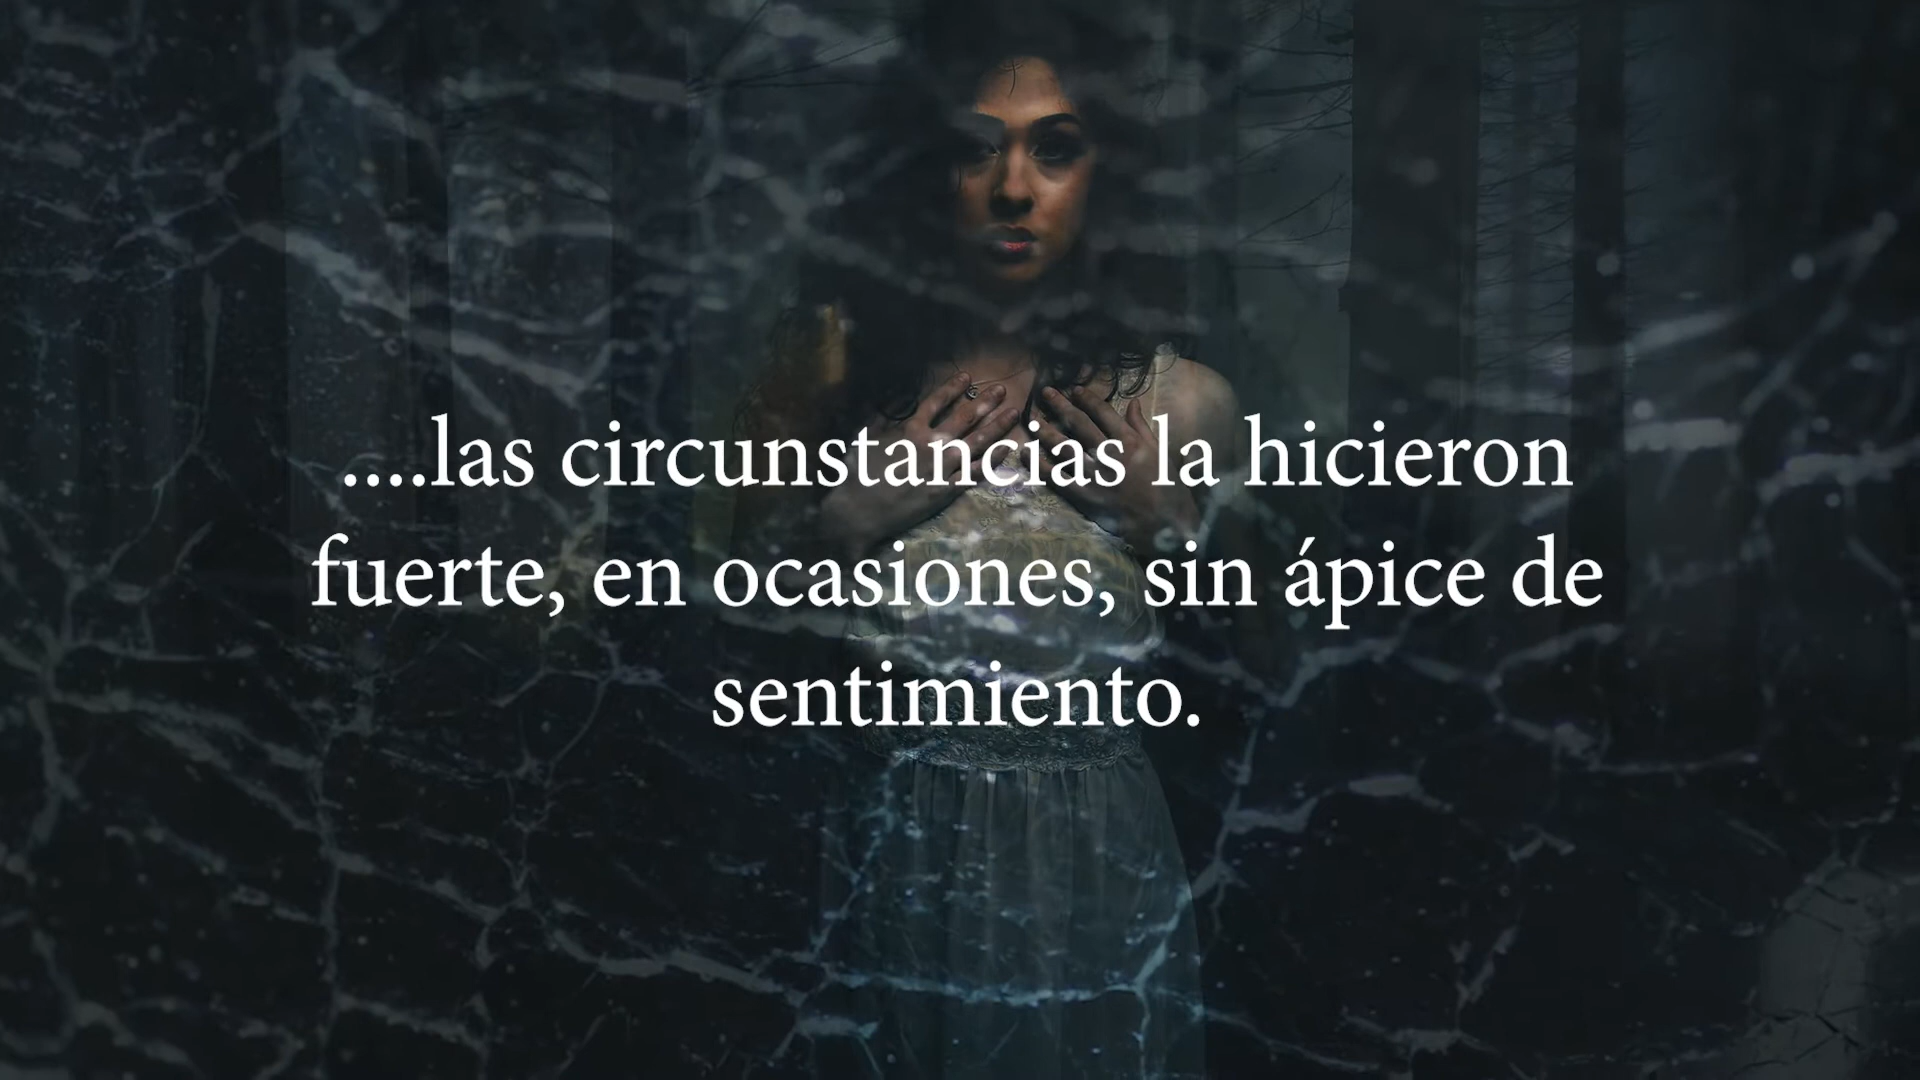 ....las circunstancias la hicieron
fuerte, en ocasiones, sin ápice de
sentimiento.